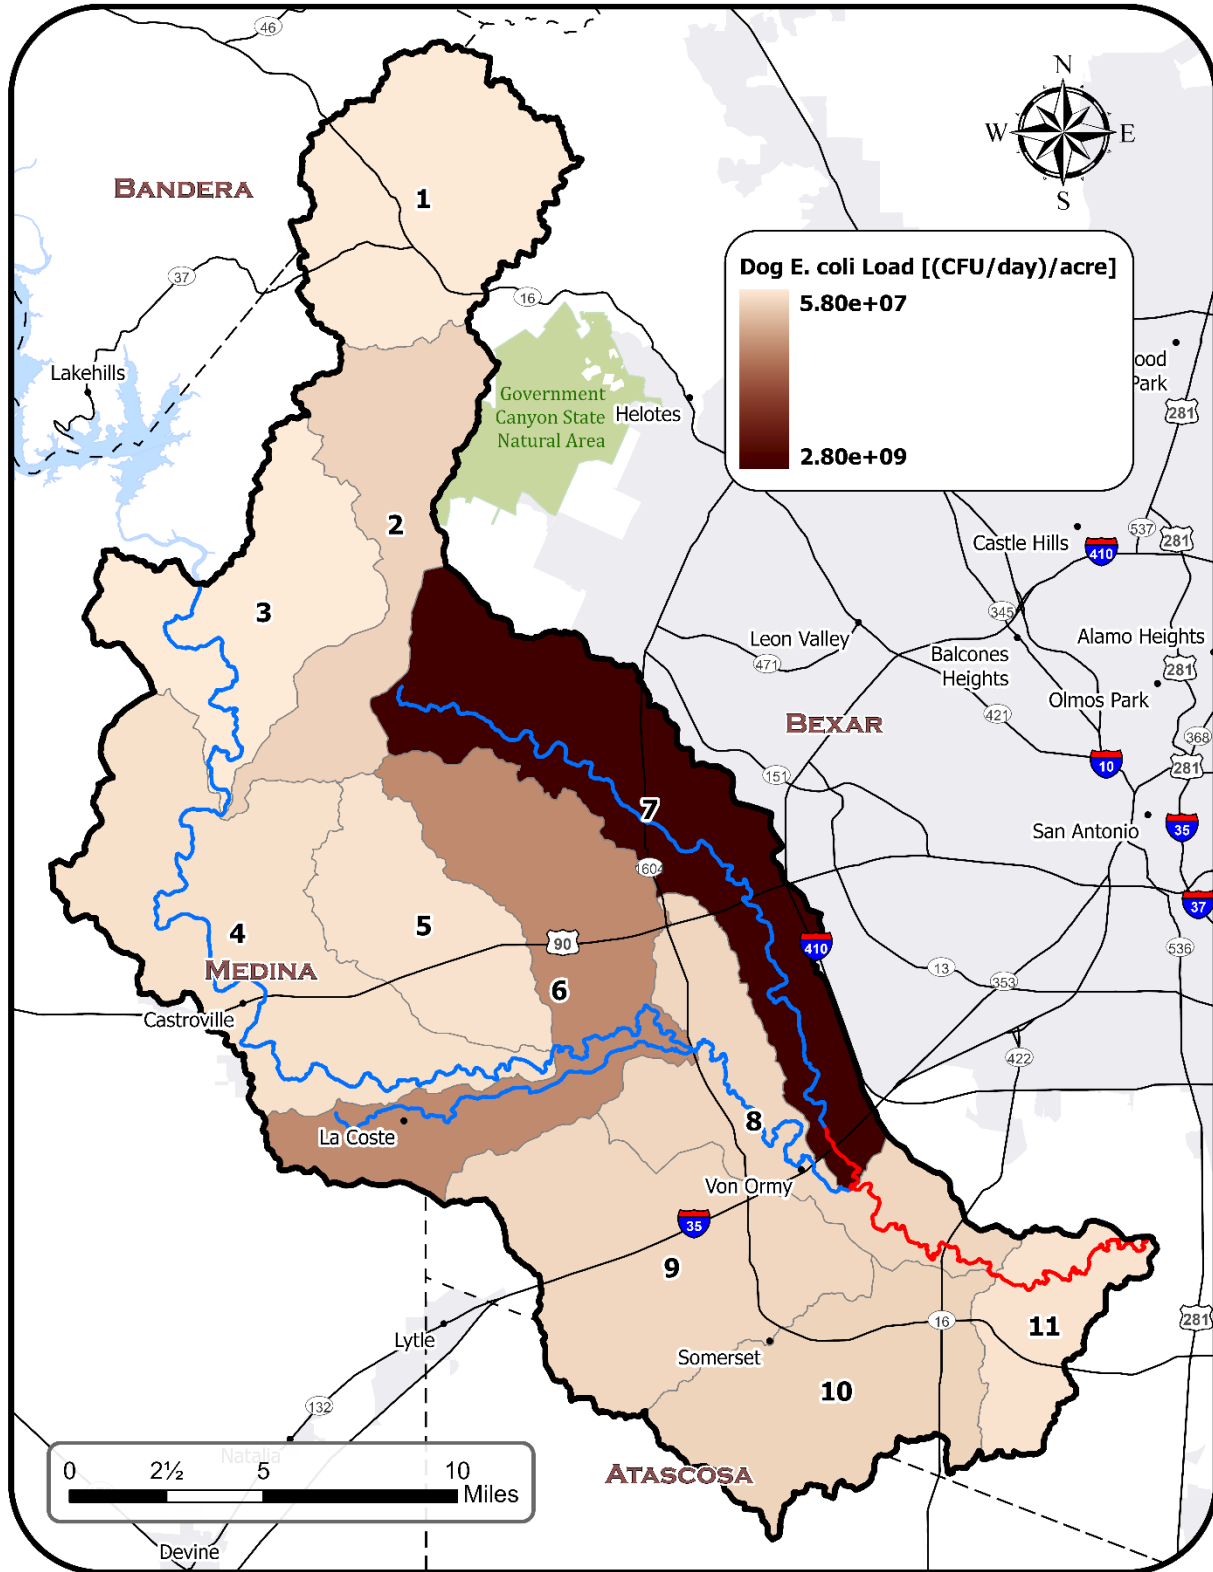 46
N
W E
S
BANDERA
1
37
16
Dog E. coli Load [(CFU/day)/acre]
5.80e+07
2.80e+09
Lakehills
Government
Canyon State
Natural Area
Helotes
ood
Park
281
2
Castle Hills
537
281
410
3
345
Leon Valley
471
Balcones
Heights
Alamo Heights
281
Olmos Park
421
BEXAR
368
281
10
151
7
San Antonio
35
1604
37
5
4
90
410
536
MEDINA
13
6
353
Castroville
422
8
La Coste
Von Ormy
35
9
281
16
11
Lytle
Somerset
10
132
Natalia
0 2½ 5 10
Miles
ATASCOSA
Devine